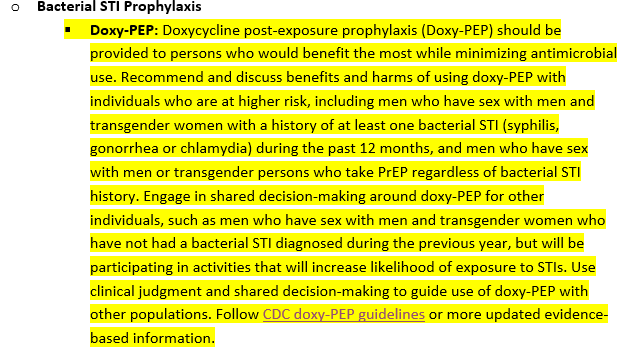 o Bacterial STI Prophylaxis
▪ Doxy-PEP: Doxycycline post-exposure prophylaxis (Doxy-PEP) should be
provided to persons who would benefit the most while minimizing antimicrobial
use. Recommend and discuss benefits and harms of using doxy-PEP with
individuals who are at higher risk, including men who have sex with men and
transgender women with a history of at least one bacterial STI (syphilis,
gonorrhea or chlamydia) during the past 12 months, and men who have sex
with men or transgender persons who take PrEP regardless of bacterial STI
history. Engage in shared decision-making around doxy-PEP for other
individuals, such as men who have sex with men and transgender women who
have not had a bacterial STI diagnosed during the previous year, but will be
participating in activities that will increase likelihood of exposure to STIs. Use
clinical judgment and shared decision-making to guide use of doxy-PEP with
other populations. Follow CDC doxy-PEP guidelines or more updated evidence-
based information.